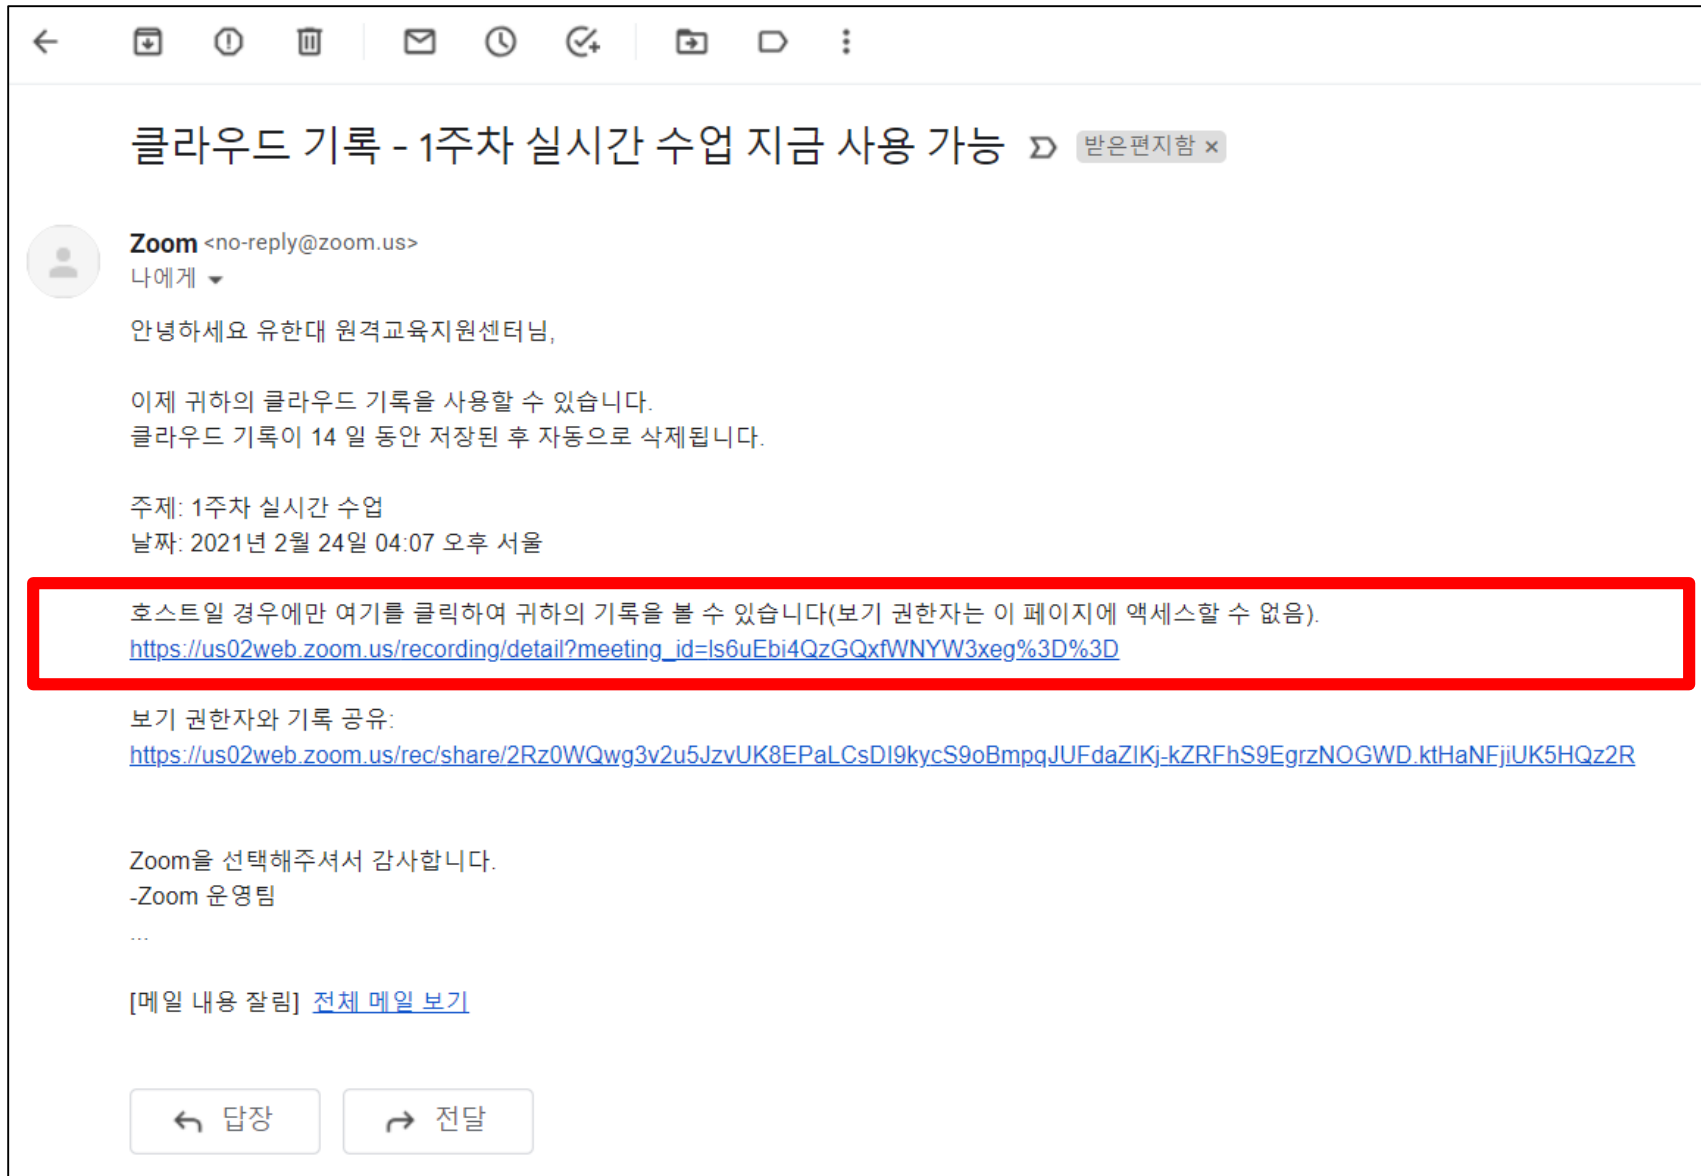 클라우드 기록 - 1주차 실시간 수업 지금 사용 가능 받은편지함 ×
Zoom <no-reply@zoom.us>
나에게
안녕하세요 유한대 원격교육지원센터님,
이제 귀하의 클라우드 기록을 사용할 수 있습니다.
클라우드 기록이 14 일 동안 저장된 후 자동으로 삭제됩니다.
주제: 1주차 실시간 수업
날짜: 2021년 2월 24일 04:07 오후 서울
호스트일 경우에만 여기를 클릭하여 귀하의 기록을 볼 수 있습니다(보기 권한자는 이 페이지에 액세스할 수 없음).
https://us02web.zoom.us/recording/detail?meeting_id=ls6uEbi4QzGQxfWNYW3xeg%3D%3D
보기 권한자와 기록 공유:
https://us02web.zoom.us/rec/share/2Rz0WQwg3v2u5JzvUK8EPaLCsDI9kycS9oBmpqJUFdaZIKj-kZRFhS9EgrzNOGWD.ktHaNFjiUK5HQz2R
Zoom을 선택해주셔서 감사합니다.
-Zoom 운영팀
...
[메일 내용 잘림] 전체 메일 보기
답장 전달